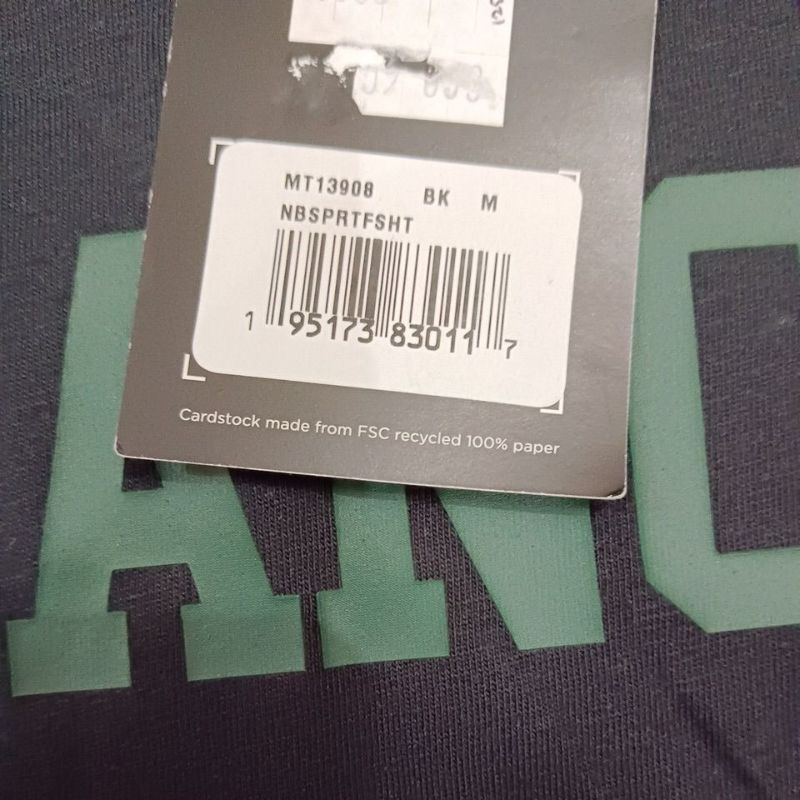 MT13908 BK M
NBSPRTFSHT
1 95173 83011 7
Cardstock made from FSC recycled 100% paper
ANC